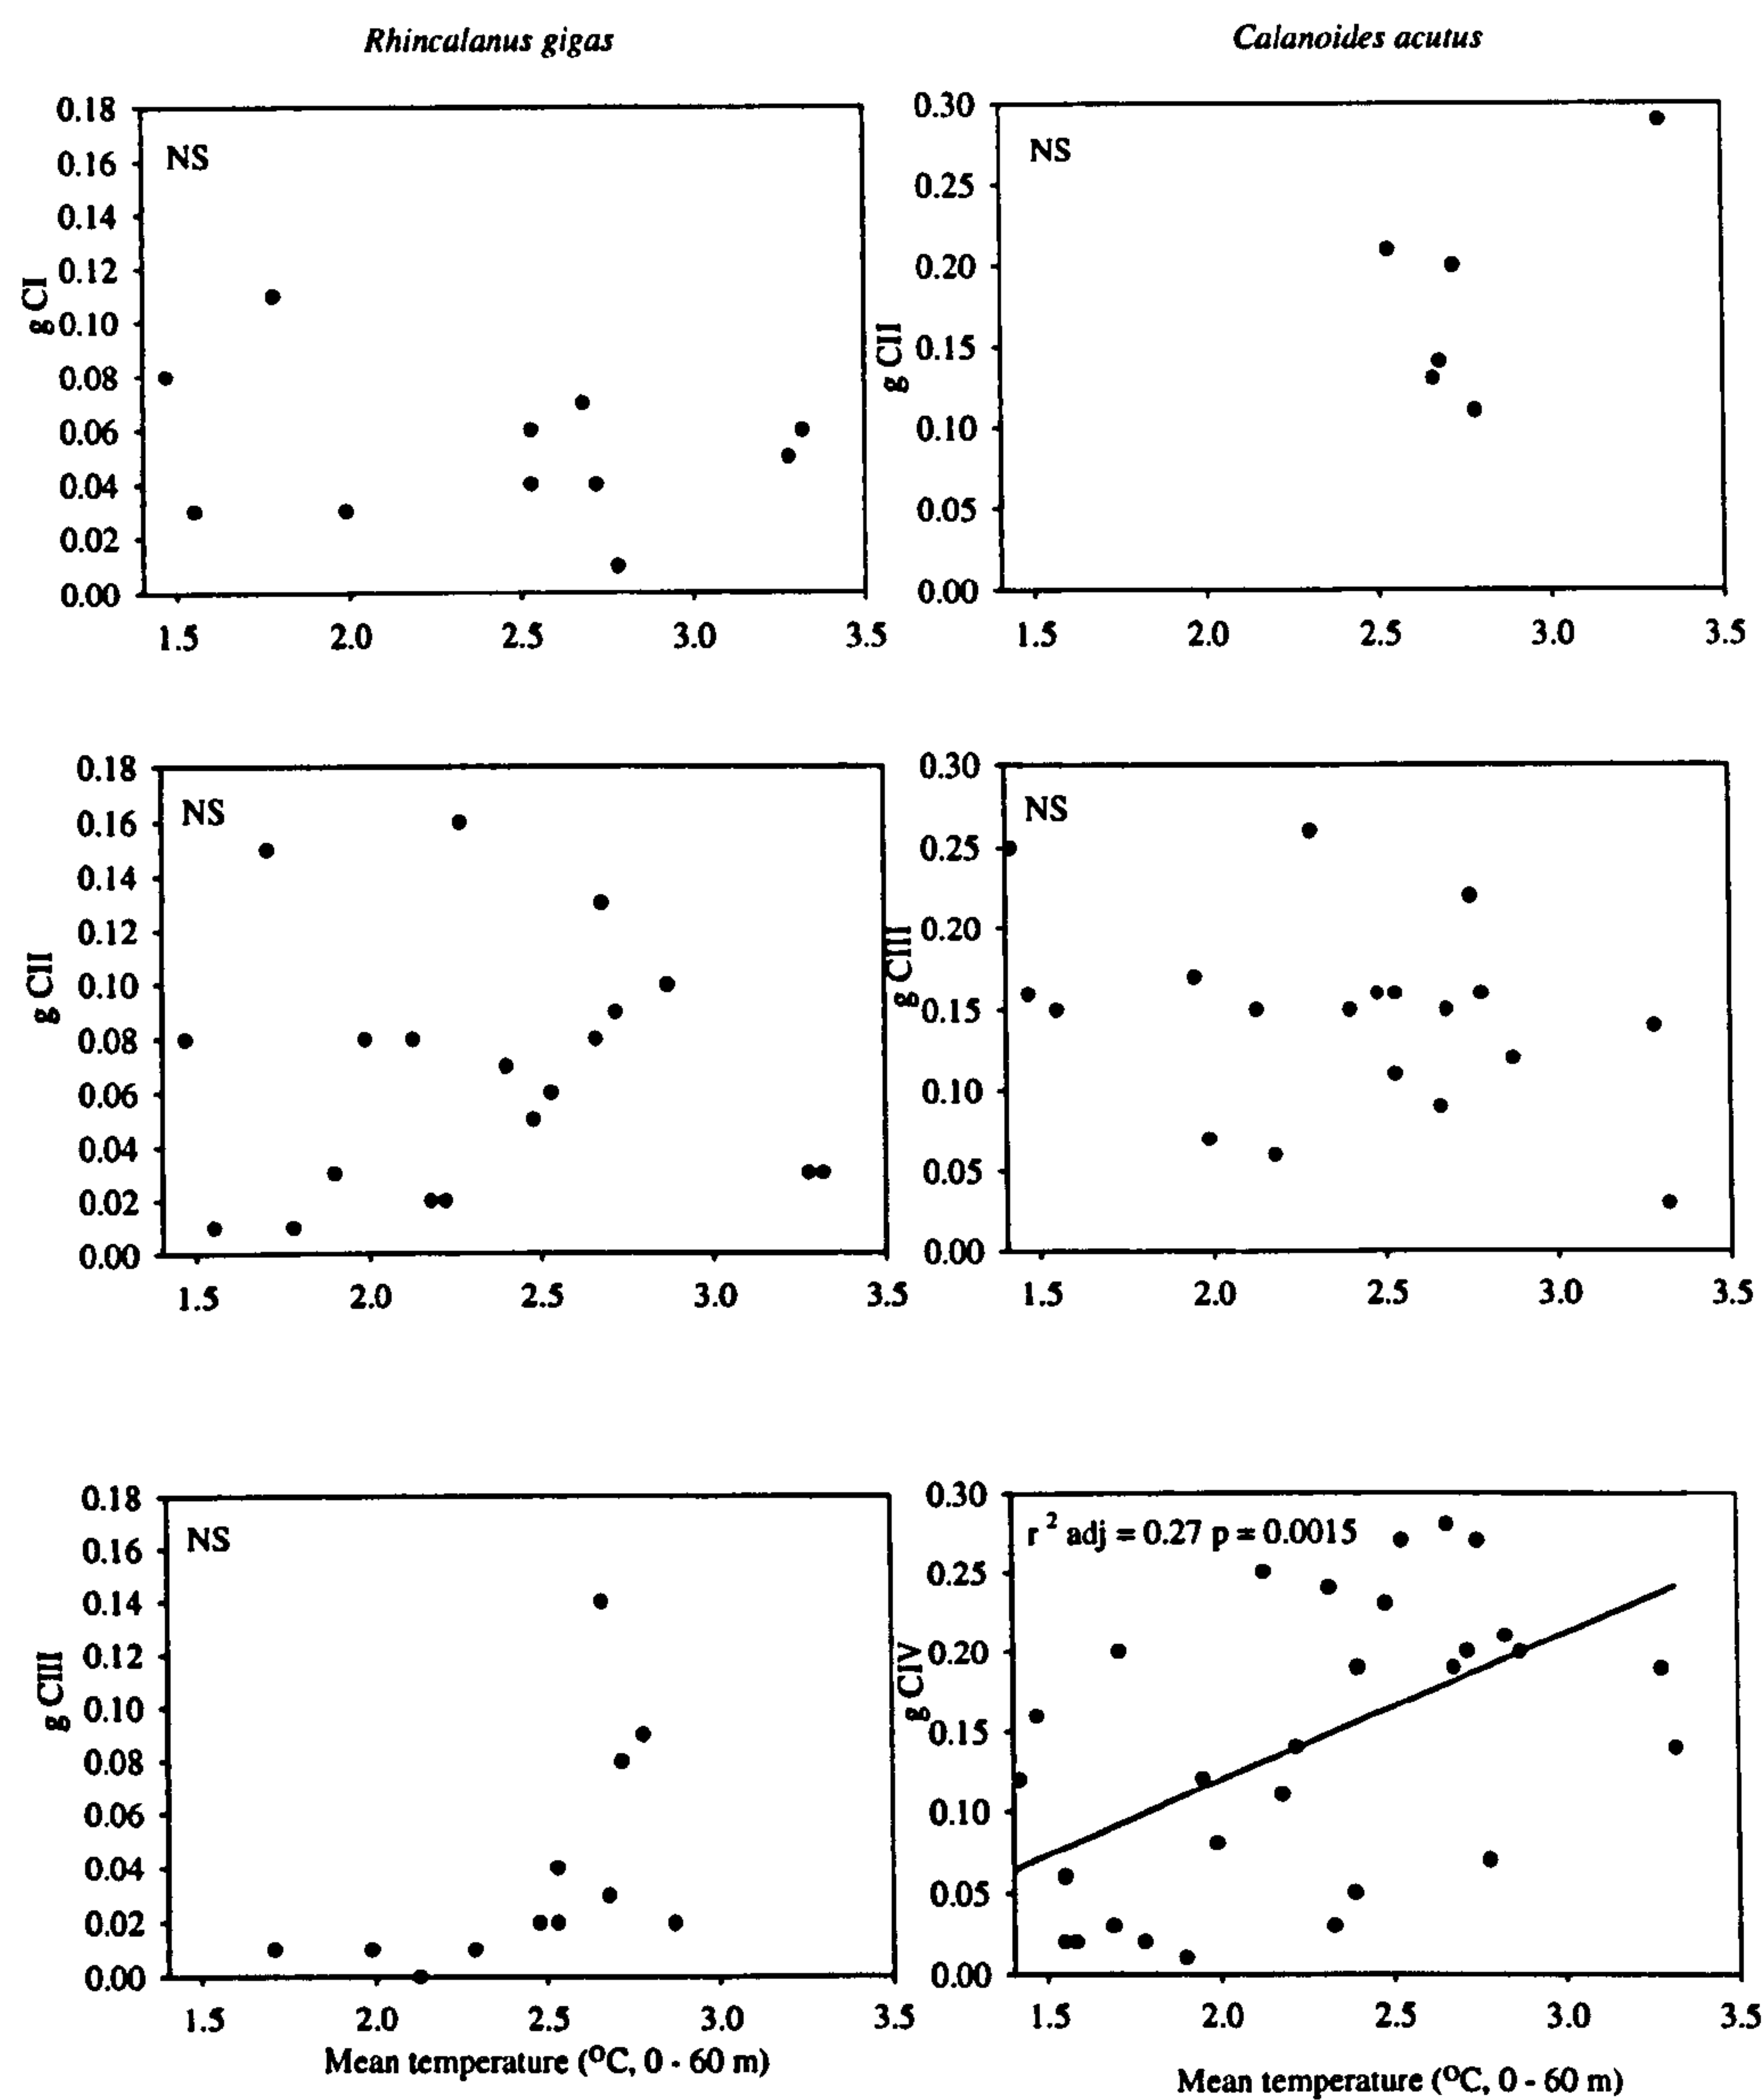 Rhincalanus gigas
Calanoides acutus
0.18
0.16
0.14
0.12
0.10
0.08
0.06
0.04
0.02
0.00
g CI
NS
1.5 2.0 2.5 3.0 3.5
0.30
0.25
0.20
0.15
0.10
0.05
0.00
g CII
NS
1.5 2.0 2.5 3.0 3.5
0.18
0.16
0.14
0.12
0.10
0.08
0.06
0.04
0.02
0.00
g CII
NS
1.5 2.0 2.5 3.0 3.5
0.30
0.25
0.20
0.15
0.10
0.05
0.00
g CIII
NS
1.5 2.0 2.5 3.0 3.5
0.18
0.16
0.14
0.12
0.10
0.08
0.06
0.04
0.02
0.00
g CIII
NS
1.5 2.0 2.5 3.0 3.5
Mean temperature (°C, 0 - 60 m)
0.30
0.25
0.20
0.15
0.10
0.05
0.00
g CIV
r² adj = 0.27 p = 0.0015
1.5 2.0 2.5 3.0 3.5
Mean temperature (°C, 0 - 60 m)